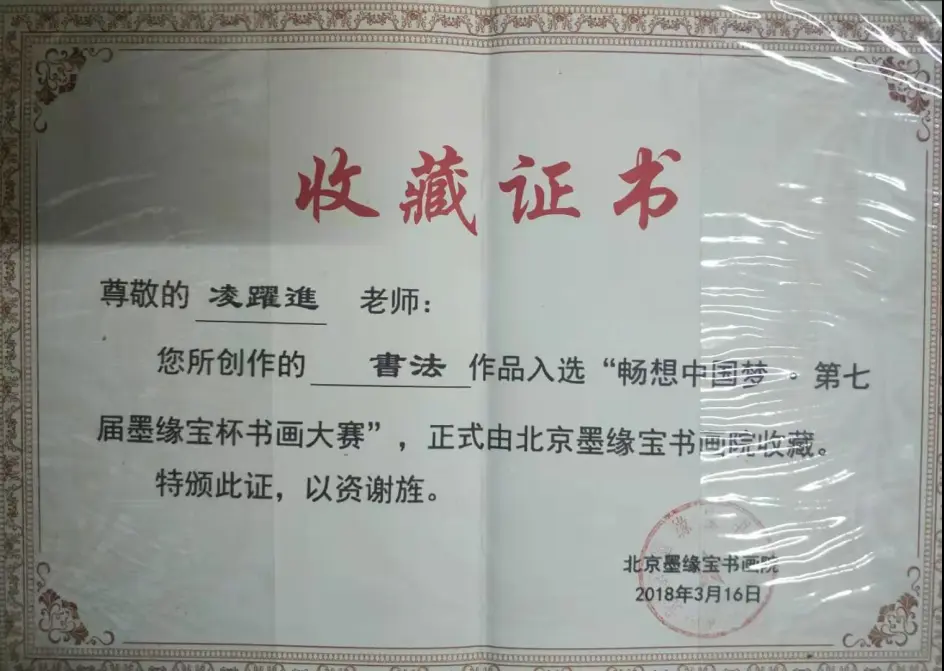 收藏证书
尊敬的 凌躍進 老师：
您所创作的 書法 作品入选“畅想中国梦·第七
届墨缘宝杯书画大赛”，正式由北京墨缘宝书画院收藏。
特颁此证，以资谢旌。
北京墨缘宝书画院
2018年3月16日